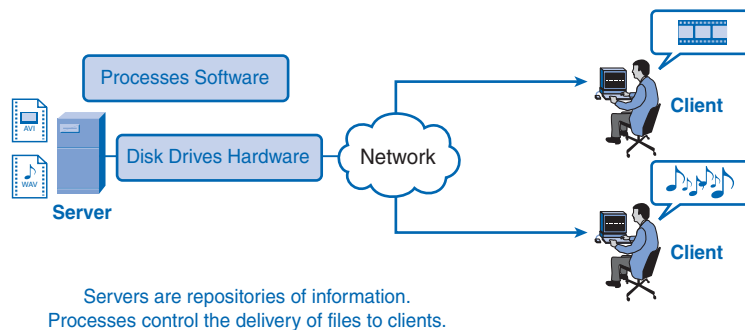 Processes Software
AVI
Disk Drives Hardware
WAV
Server
Network
Client
Client
Servers are repositories of information.
Processes control the delivery of files to clients.